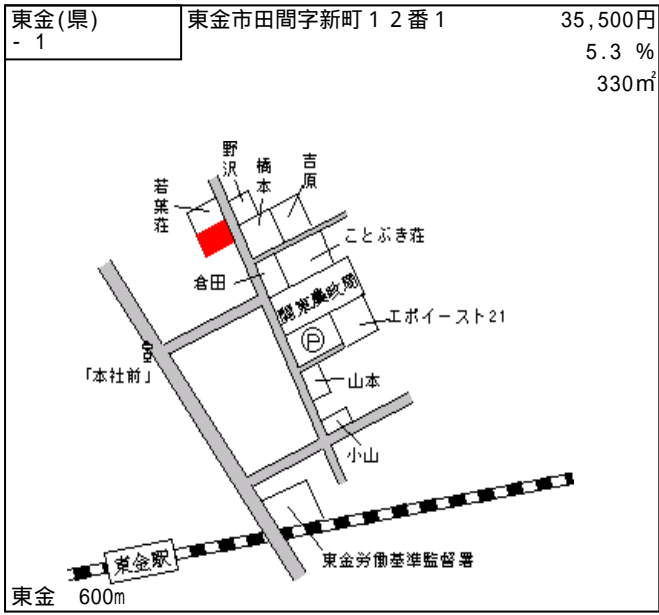 東金(県)
- 1
東金市田間字新町１２番1
35,500円
5.3 %
330㎡
野沢
橋本
吉原
若葉荘
ことぶき荘
倉田
関東農政局
エポイースト21
P
「本社前」
山本
小山
東金労働基準監督署
東金駅
東金 600m